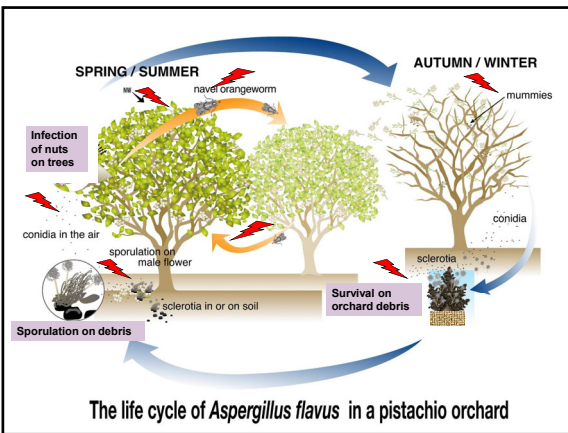 SPRING / SUMMER
AUTUMN / WINTER
NW
navel orangeworm
mummies
Infection
of nuts
on trees
conidia in the air
sporulation on
male flower
conidia
sclerotia
sclerotia in or on soil
Survival on
orchard debris
Sporulation on debris
The life cycle of Aspergillus flavus in a pistachio orchard